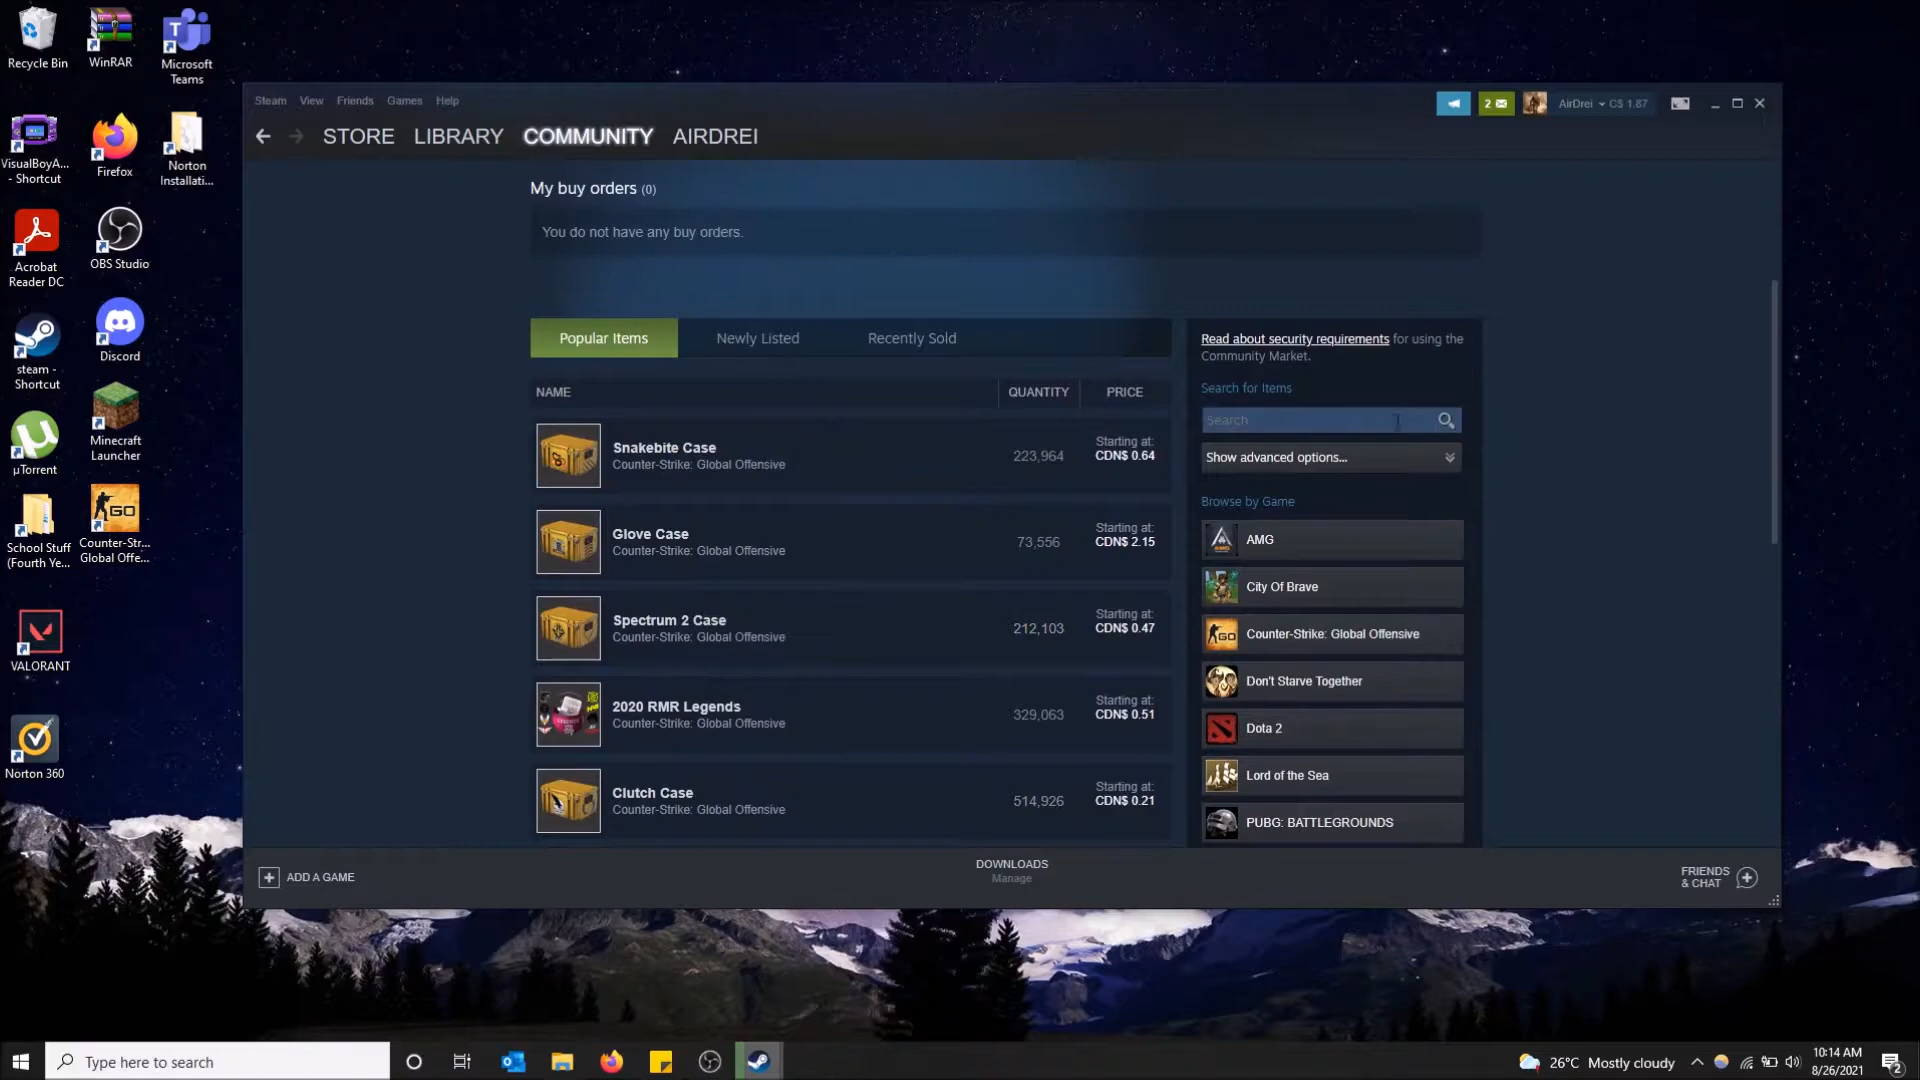 Recycle Bin
WinRAR
Microsoft
Teams
VisualBoyA...
- Shortcut
Firefox
Norton
Installati...
Acrobat
Reader DC
OBS Studio
steam -
Shortcut
Discord
µTorrent
Minecraft
Launcher
School Stuff
(Fourth Ye...
GO
Counter-Str...
Global Offe...
VALORANT
Norton 360
Steam View Friends Games Help
2
AirDrei C$ 1.87
STORE LIBRARY COMMUNITY AIRDREI
My buy orders (0)
You do not have any buy orders.
Popular Items Newly Listed Recently Sold
NAME QUANTITY PRICE
Snakebite Case
Counter-Strike: Global Offensive
223,964
Starting at:
CDN$ 0.64
Glove Case
Counter-Strike: Global Offensive
73,556
Starting at:
CDN$ 2.15
Spectrum 2 Case
Counter-Strike: Global Offensive
212,103
Starting at:
CDN$ 0.47
2020 RMR Legends
Counter-Strike: Global Offensive
329,063
Starting at:
CDN$ 0.51
Clutch Case
Counter-Strike: Global Offensive
514,926
Starting at:
CDN$ 0.21
Read about security requirements for using the
Community Market.
Search for Items
Search
Show advanced options...
Browse by Game
AMG
City Of Brave
GO
Counter-Strike: Global Offensive
Don't Starve Together
Dota 2
Lord of the Sea
PUBG: BATTLEGROUNDS
ADD A GAME
DOWNLOADS
Manage
FRIENDS
& CHAT
Type here to search
26°C Mostly cloudy
10:14 AM
8/26/2021
2